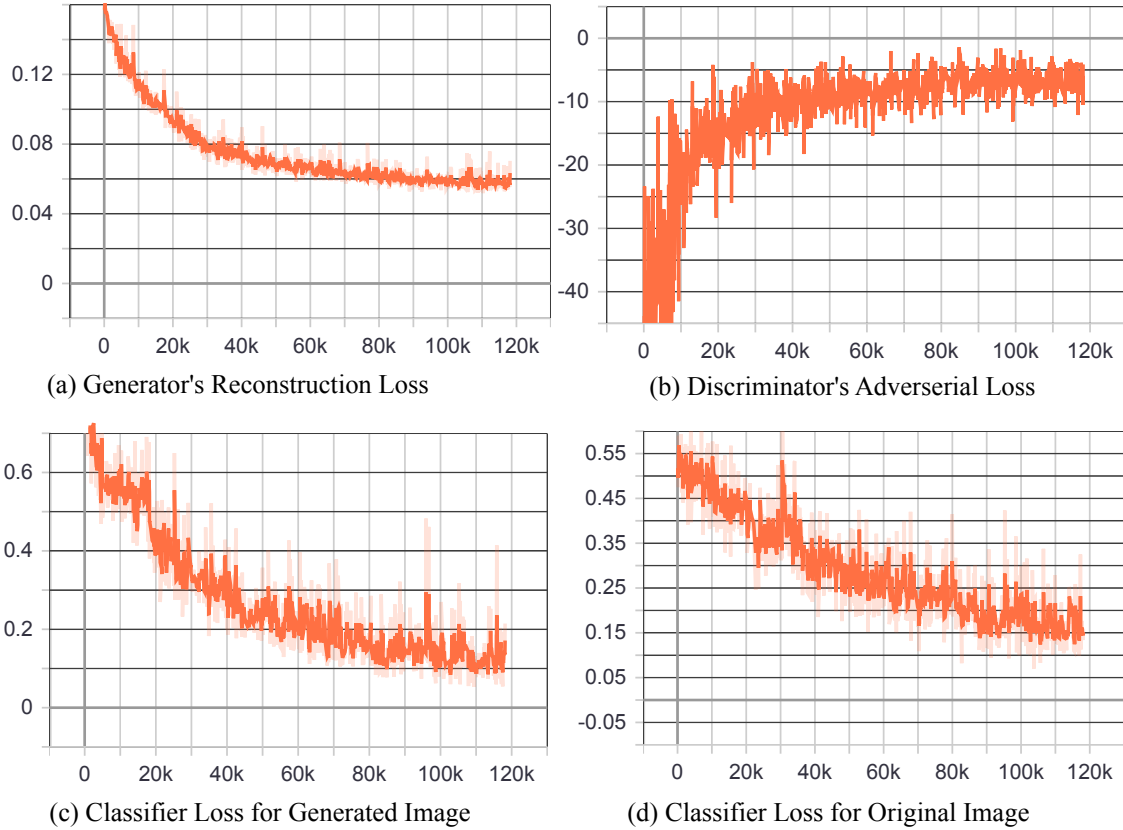 0.12
0.08
0.04
0
0 20k 40k 60k 80k 100k 120k
(a) Generator's Reconstruction Loss
0
-10
-20
-30
-40
0 20k 40k 60k 80k 100k 120k
(b) Discriminator's Adverserial Loss
0.6
0.4
0.2
0
0 20k 40k 60k 80k 100k 120k
(c) Classifier Loss for Generated Image
0.55
0.45
0.35
0.25
0.15
0.05
-0.05
0 20k 40k 60k 80k 100k 120k
(d) Classifier Loss for Original Image